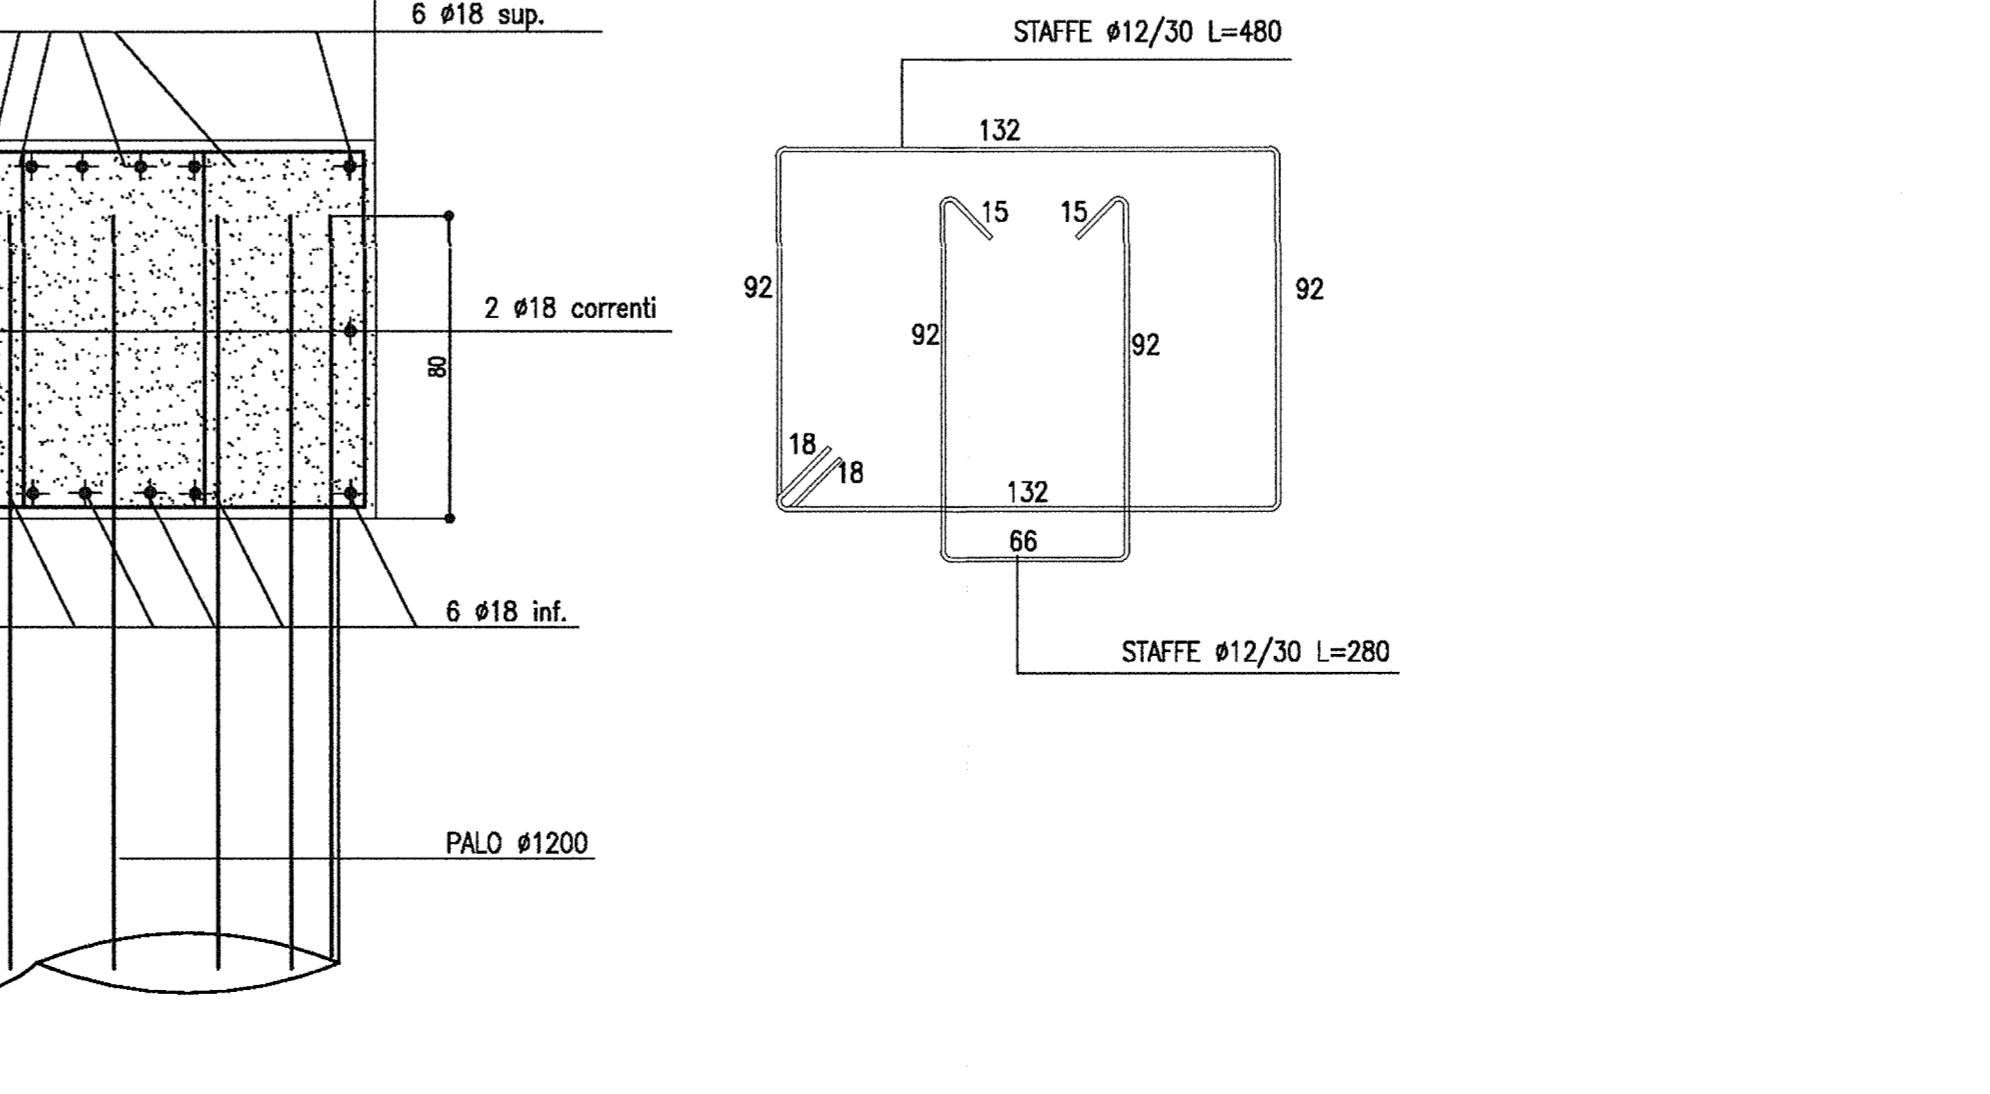 6 ø18 sup.
STAFFE ø12/30 L=480
132
15
15
92
92
2 ø18 correnti
92
92
80
18
18
132
66
6 ø18 inf.
STAFFE ø12/30 L=280
PALO ø1200